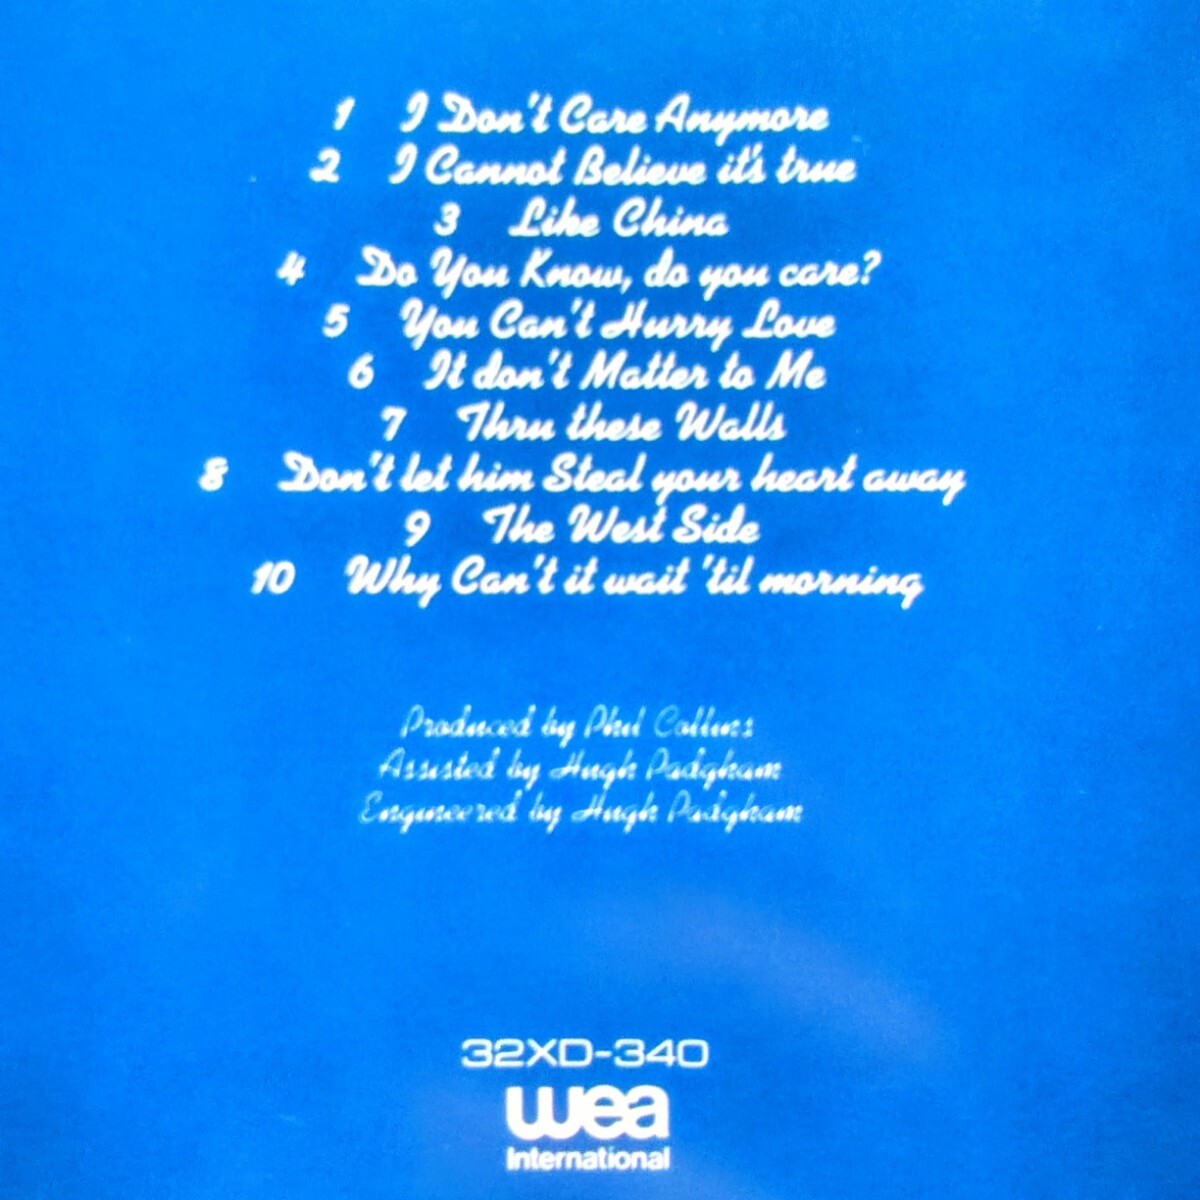 1 I Don't Care Anymore
2 I Cannot Believe it's true
3 Like China
4 Do You Know, do you care?
5 You Can't Hurry Love
6 It don't Matter to Me
7 Thru these Walls
8 Don't let him Steal your heart away
9 The West Side
10 Why Can't it wait 'til morning
Produced by Phil Collins
Assisted by Hugh Padgham
Engineered by Hugh Padgham
32XD-340
wea
International